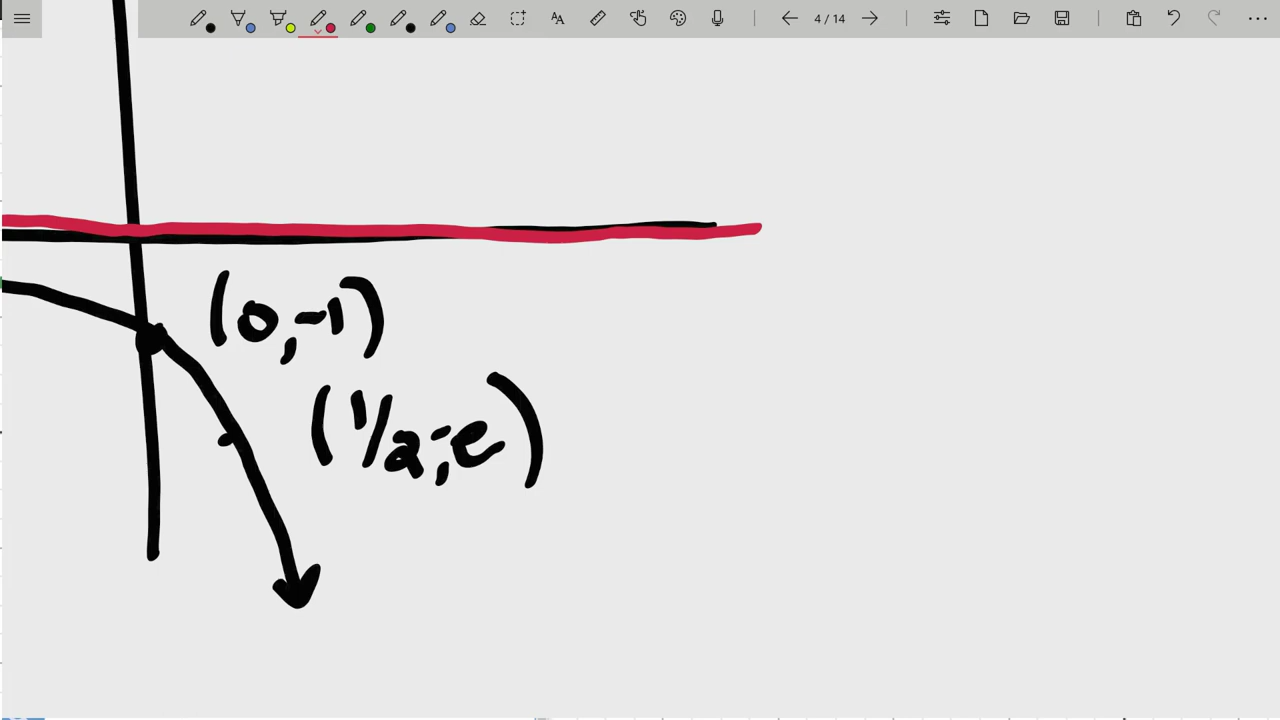 4 / 14
(0,-1)
(1/2,-e)